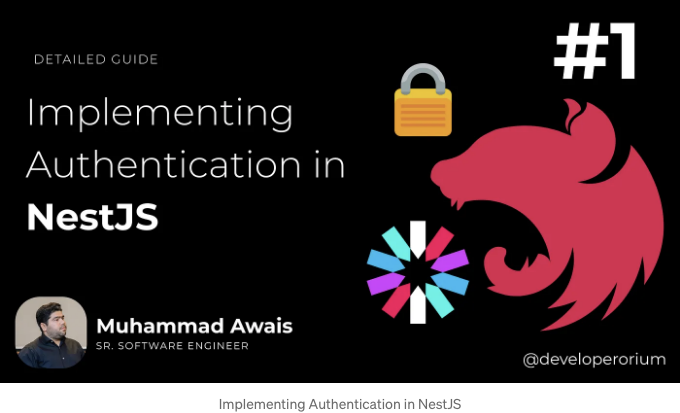 DETAILED GUIDE
#1
Implementing
Authentication in
NestJS
Muhammad Awais
SR. SOFTWARE ENGINEER
@developerorium
Implementing Authentication in NestJS